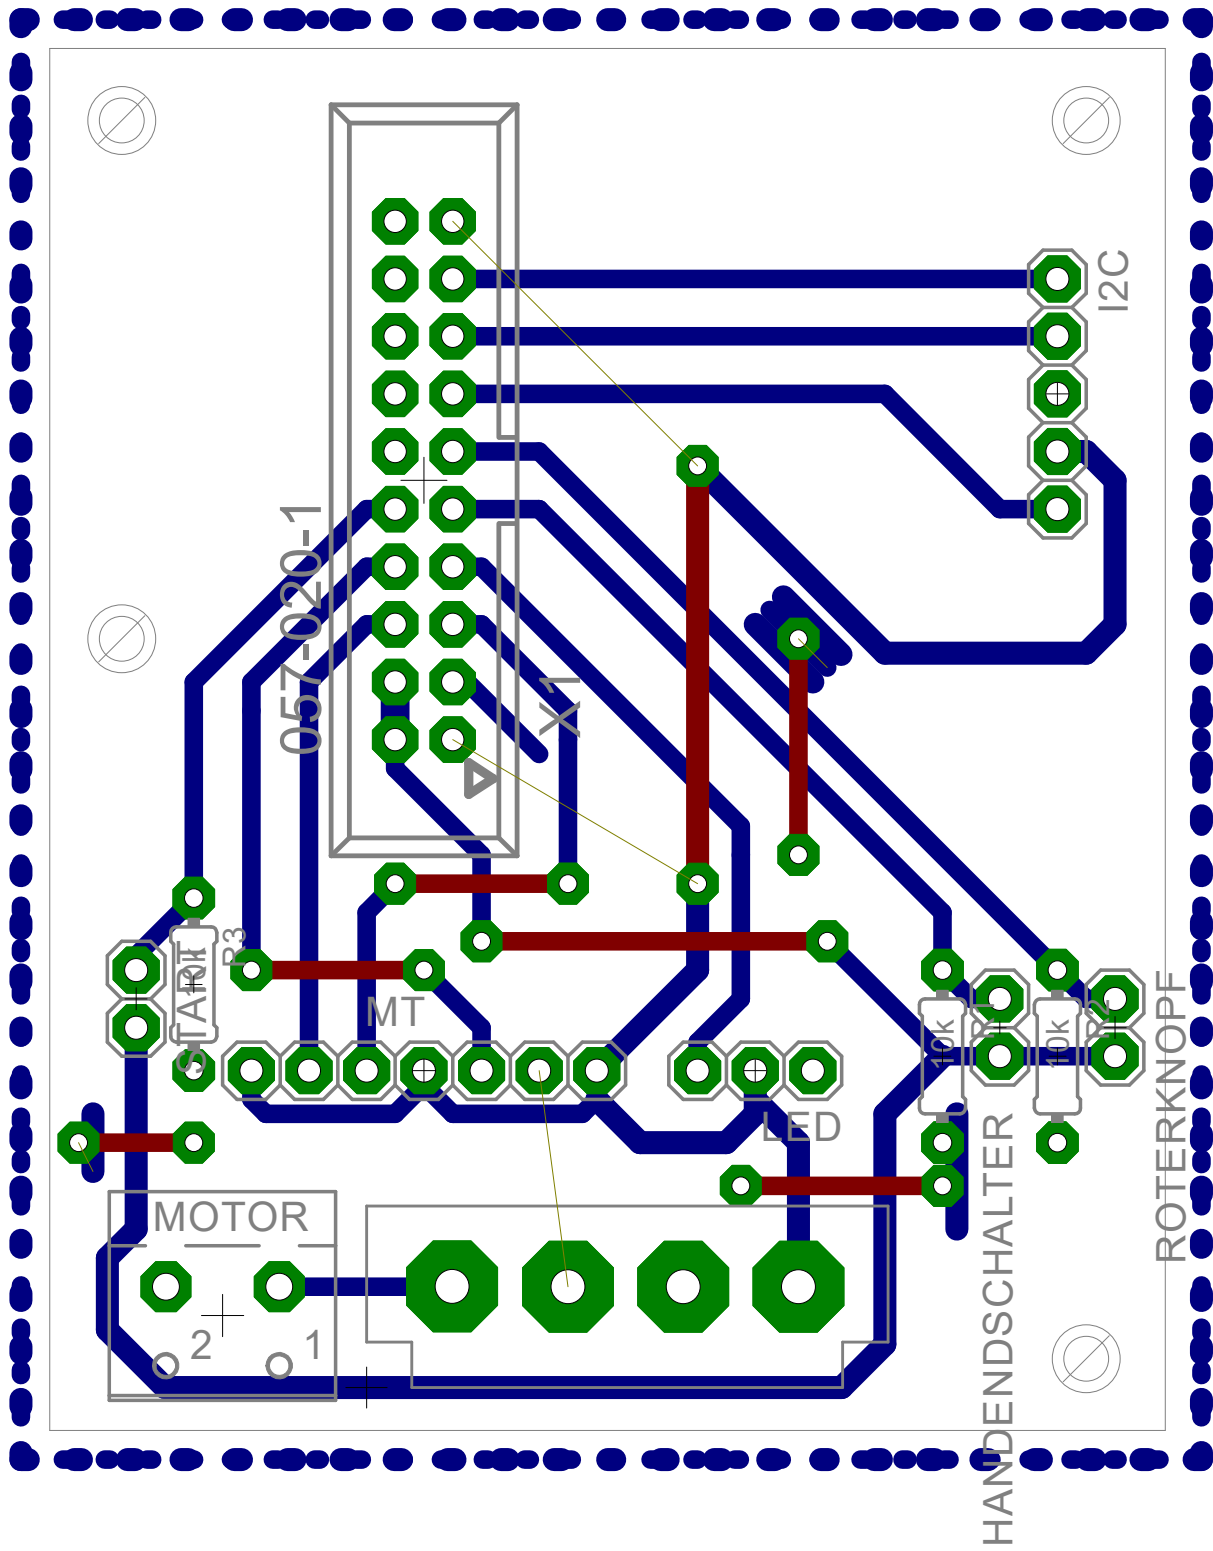 I2C
057-020-1
X1
START
10k
R3
MT
10k
R1
10k
R2
LED
MOTOR
2
1
HANDENDSCHALTER
ROTERKNOPF